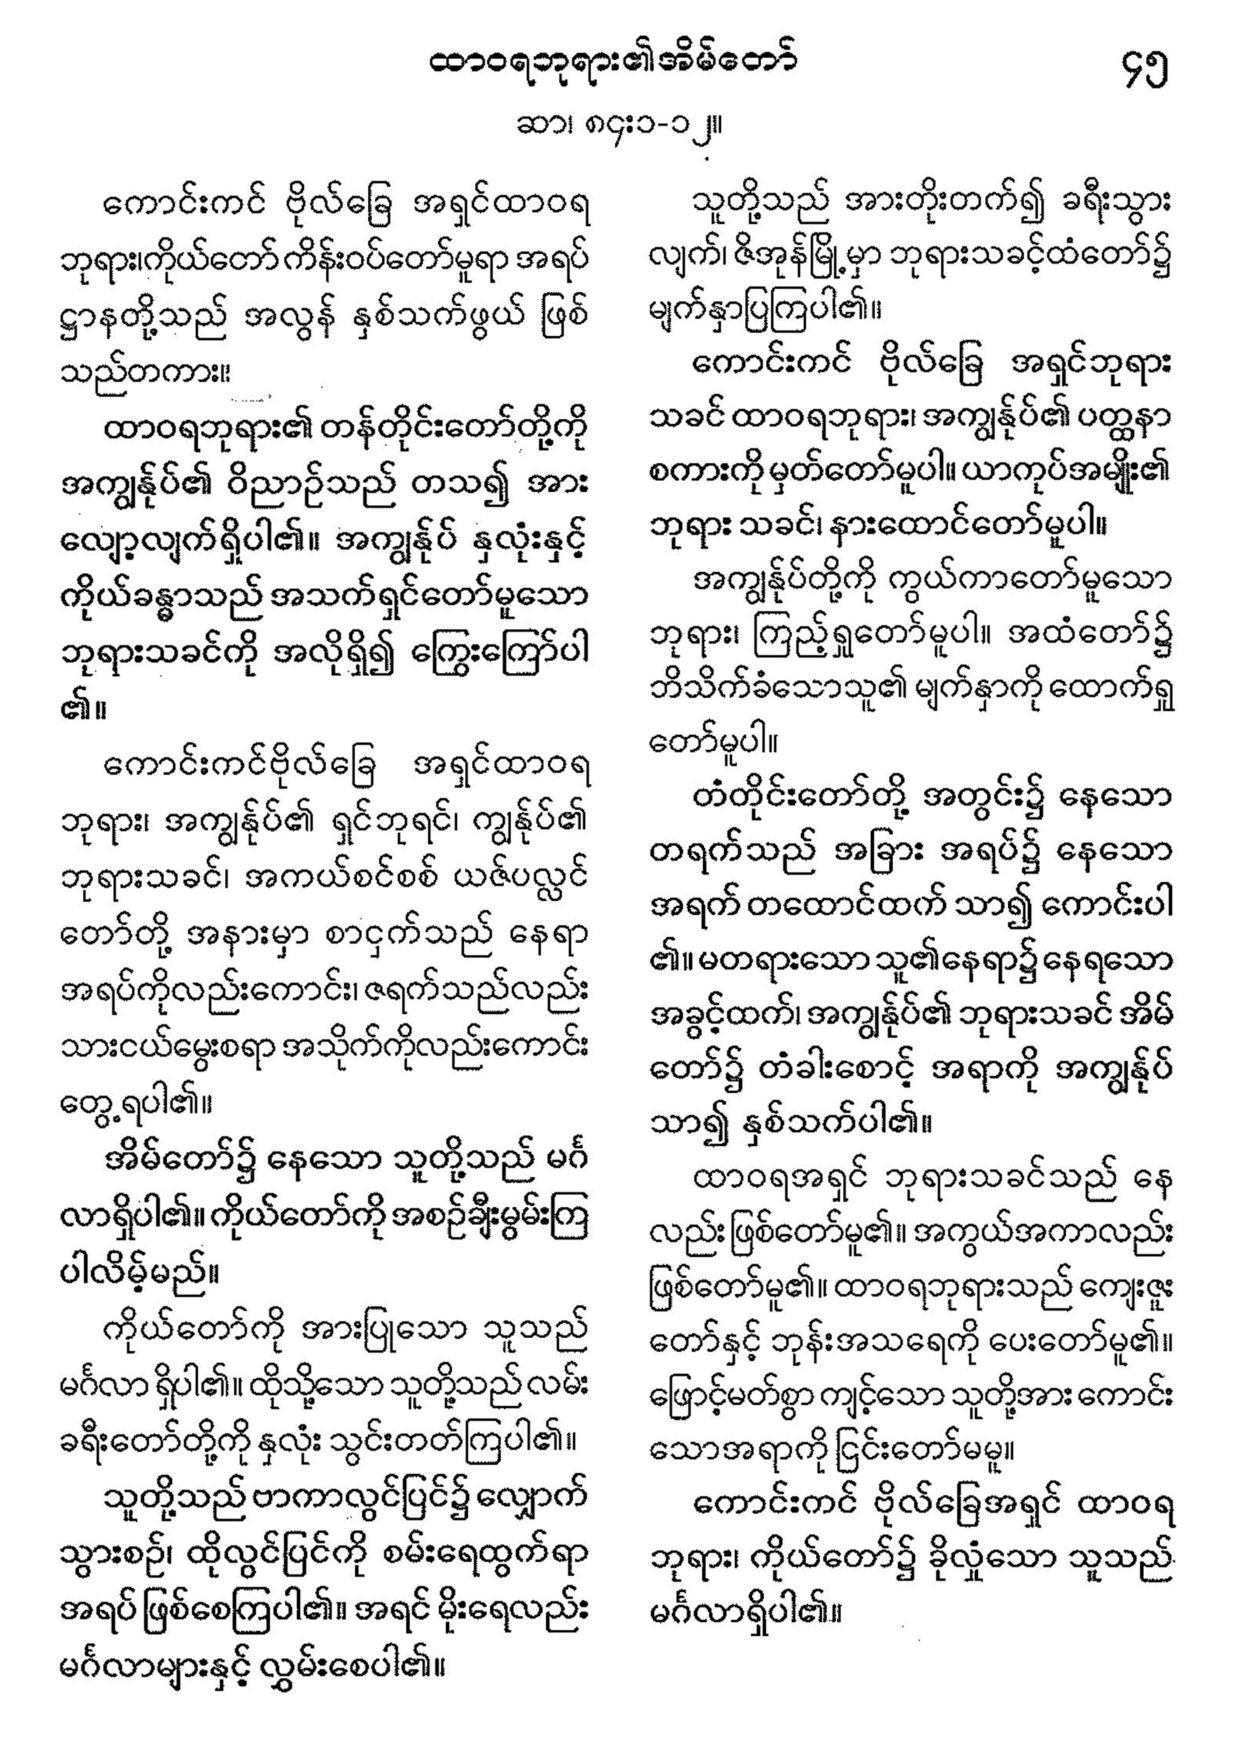 ထာဝရဘုရား၏အိမ်တော်
၄၅
ဆာ၊ ၈၄း၁-၁၂။
ကောင်းကင် ဗိုလ်ခြေ အရှင်ထာဝရ
ဘုရား၊ကိုယ်တော် ကိန်းဝပ်တော်မူရာ အရပ်
ဋ္ဌာနတို့သည် အလွန် နှစ်သက်ဖွယ် ဖြစ်
သည်တကား။
ထာဝရဘုရား၏ တန်တိုင်းတော်တို့ကို
အကျွန်ုပ်၏ ဝိညာဉ်သည် တသ၍ အား
လျော့လျက်ရှိပါ၏။ အကျွန်ုပ် နှလုံးနှင့်
ကိုယ်ခန္ဓာသည် အသက်ရှင်တော်မူသော
ဘုရားသခင်ကို အလိုရှိ၍ ကြွေးကြော်ပါ
၏။
ကောင်းကင်ဗိုလ်ခြေ အရှင်ထာဝရ
ဘုရား၊ အကျွန်ုပ်၏ ရှင်ဘုရင်၊ ကျွန်ုပ်၏
ဘုရားသခင်၊ အကယ်စင်စစ် ယဇ်ပလ္လင်
တော်တို့ အနားမှာ စာငှက်သည် နေရာ
အရပ်ကိုလည်းကောင်း၊ ဇရက်သည်လည်း
သားငယ်မွေးစရာ အသိုက်ကိုလည်းကောင်း
တွေ့ရပါ၏။
အိမ်တော်၌ နေသော သူတို့သည် မင်္ဂ
လာရှိပါ၏။ ကိုယ်တော်ကို အစဉ်ချီးမွမ်းကြ
ပါလိမ့်မည်။
ကိုယ်တော်ကို အားပြုသော သူသည်
မင်္ဂလာ ရှိပါ၏။ ထိုသို့သော သူတို့သည် လမ်း
ခရီးတော်တို့ကို နှလုံး သွင်းတတ်ကြပါ၏။
သူတို့သည် ဗာကာလွင်ပြင်၌ လျှောက်
သွားစဉ်၊ ထိုလွင်ပြင်ကို စမ်းရေထွက်ရာ
အရပ် ဖြစ်စေကြပါ၏။ အရင် မိုးရေလည်း
မင်္ဂလာများနှင့် လွှမ်းစေပါ၏။
သူတို့သည် အားတိုးတက်၍ ခရီးသွား
လျက်၊ ဇိအုန်မြို့မှာ ဘုရားသခင့်ထံတော်၌
မျက်နှာပြကြပါ၏။
ကောင်းကင် ဗိုလ်ခြေ အရှင်ဘုရား
သခင် ထာဝရဘုရား၊ အကျွန်ုပ်၏ ပတ္ထနာ
စကားကို မှတ်တော်မူပါ။ ယာကုပ်အမျိုး၏
ဘုရား သခင်၊ နားထောင်တော်မူပါ။
အကျွန်ုပ်တို့ကို ကွယ်ကာတော်မူသော
ဘုရား၊ ကြည့်ရှုတော်မူပါ။ အထံတော်၌
ဘိသိက်ခံသောသူ၏ မျက်နှာကို ထောက်ရှု
တော်မူပါ။
တံတိုင်းတော်တို့ အတွင်း၌ နေသော
တရက်သည် အခြား အရပ်၌ နေသော
အရက် တထောင်ထက် သာ၍ ကောင်းပါ
၏။ မတရားသော သူ၏နေရာ၌ နေရသော
အခွင့်ထက်၊ အကျွန်ုပ်၏ ဘုရားသခင် အိမ်
တော်၌ တံခါးစောင့် အရာကို အကျွန်ုပ်
သာ၍ နှစ်သက်ပါ၏။
ထာဝရအရှင် ဘုရားသခင်သည် နေ
လည်း ဖြစ်တော်မူ၏။ အကွယ်အကာလည်း
ဖြစ်တော်မူ၏။ ထာဝရဘုရားသည် ကျေးဇူး
တော်နှင့် ဘုန်းအသရေကို ပေးတော်မူ၏။
ဖြောင့်မတ်စွာ ကျင့်သော သူတို့အား ကောင်း
သောအရာကို ငြင်းတော်မမူ။
ကောင်းကင် ဗိုလ်ခြေအရှင် ထာဝရ
ဘုရား၊ ကိုယ်တော်၌ ခိုလှုံသော သူသည်
မင်္ဂလာရှိပါ၏။